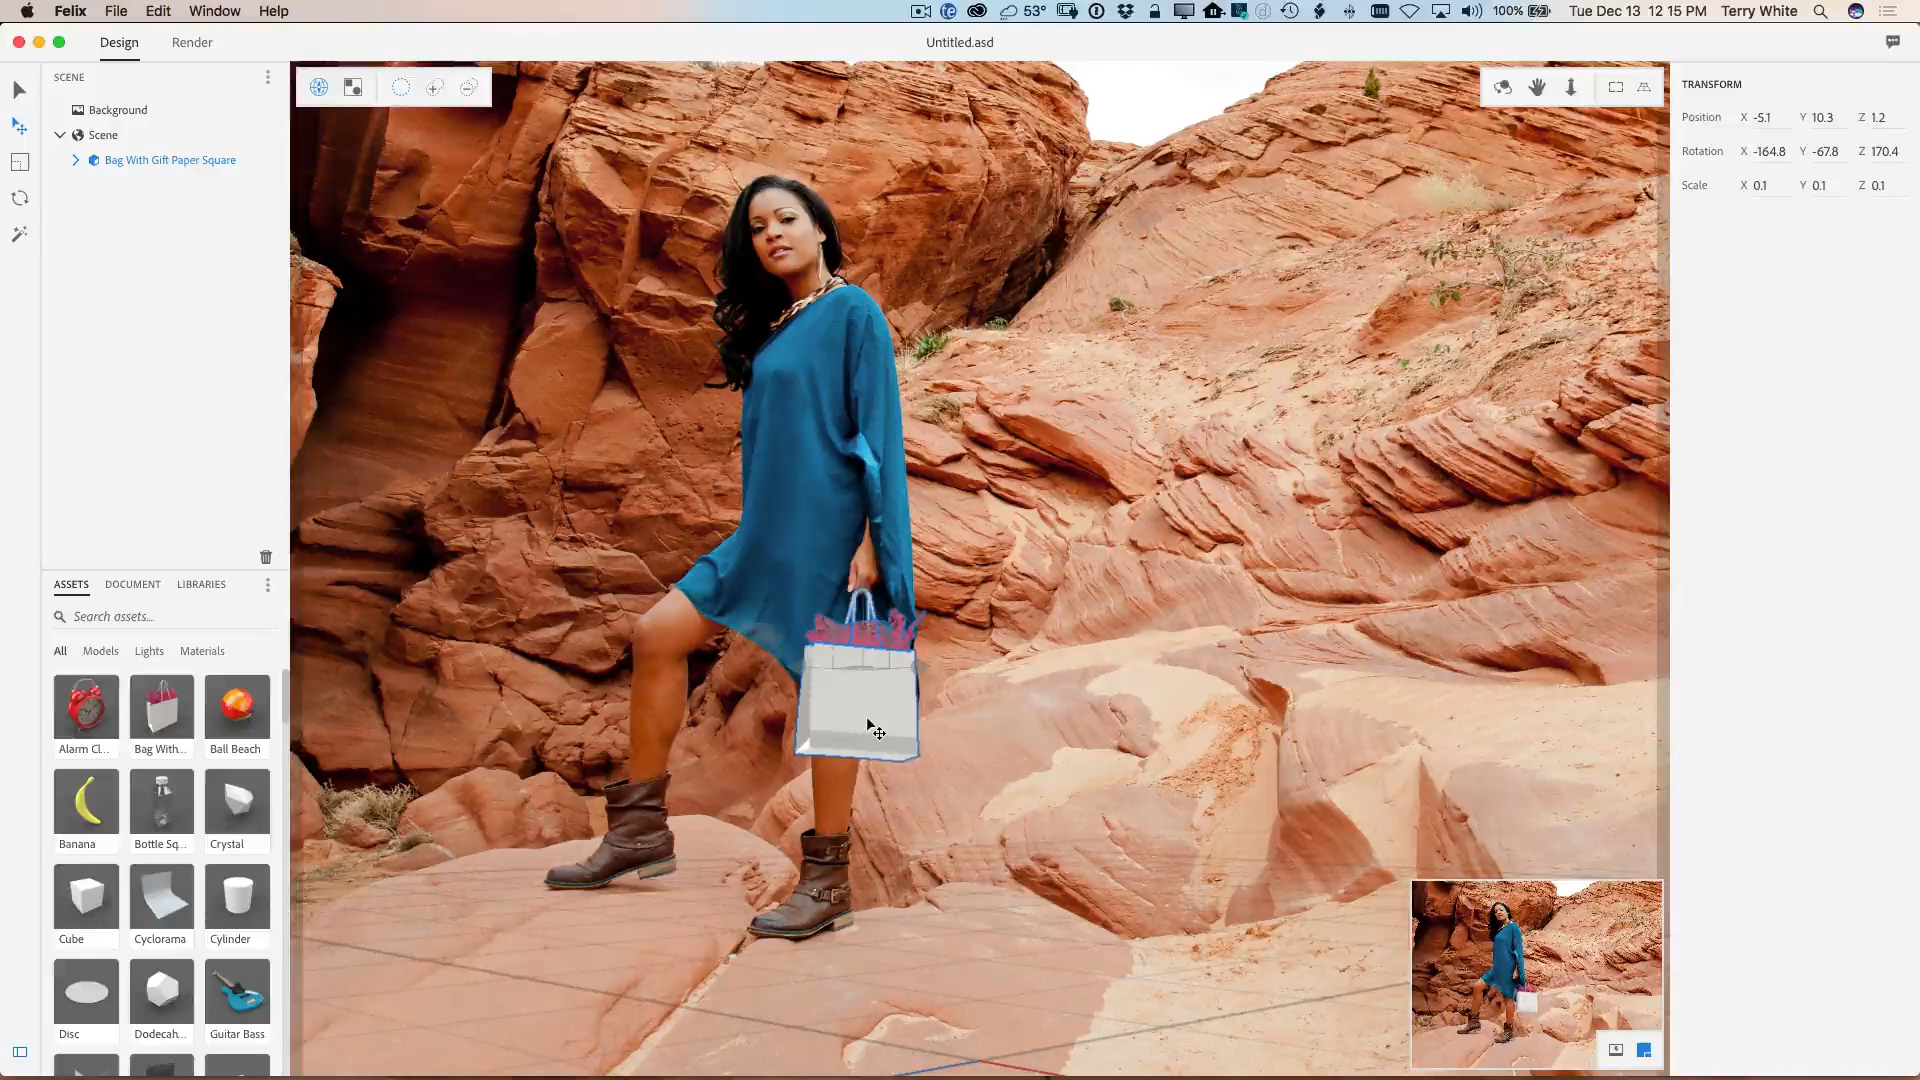 Felix File Edit Window Help
53° 100% Tue Dec 13 12 15 PM Terry White
Design Render Untitled.asd
SCENE
Background
Scene
Bag With Gift Paper Square
TRANSFORM
Position X -5.1 Y 10.3 Z 1.2
Rotation X -164.8 Y -67.8 Z 170.4
Scale X 0.1 Y 0.1 Z 0.1
ASSETS DOCUMENT LIBRARIES
Search assets...
All Models Lights Materials
Alarm Cl... Bag With... Ball Beach
Banana Bottle Sq... Crystal
Cube Cyclorama Cylinder
Disc Dodecah... Guitar Bass